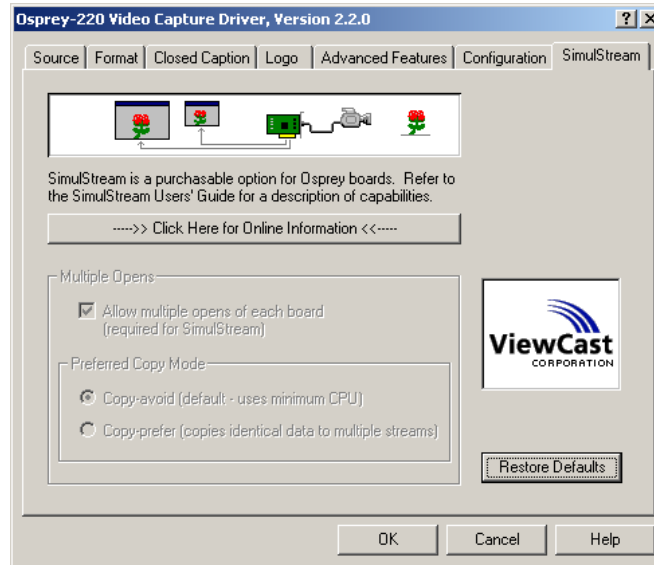 Osprey-220 Video Capture Driver, Version 2.2.0
Source Format Closed Caption Logo Advanced Features Configuration SimulStream
SimulStream is a purchasable option for Osprey boards. Refer to
the SimulStream Users' Guide for a description of capabilities.
----->> Click Here for Online Information <<-----
Multiple Opens
Allow multiple opens of each board
(required for SimulStream)
Preferred Copy Mode
Copy-avoid (default - uses minimum CPU)
Copy-prefer (copies identical data to multiple streams)
ViewCast
CORPORATION
Restore Defaults
OK Cancel Help